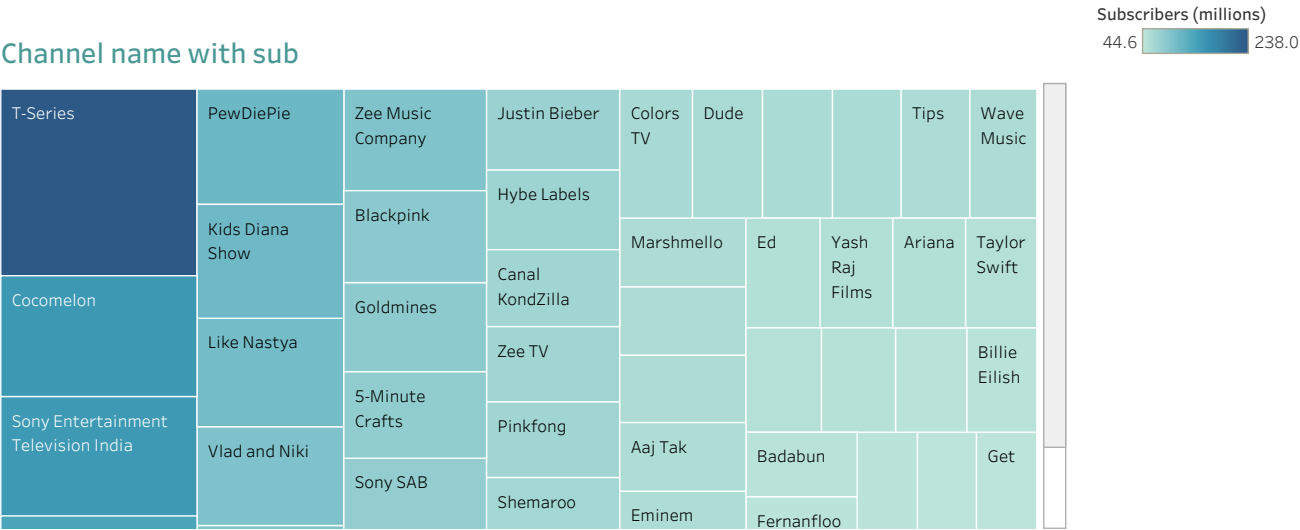 Subscribers (millions)
44.6 238.0
Channel name with sub
T-Series
Cocomelon
Sony Entertainment
Television India
PewDiePie
Kids Diana
Show
Like Nastya
Vlad and Niki
Zee Music
Company
Blackpink
Goldmines
5-Minute
Crafts
Sony SAB
Justin Bieber
Hybe Labels
Canal
KondZilla
Zee TV
Pinkfong
Shemaroo
Colors
TV
Dude
Tips
Wave
Music
Marshmello
Ed
Yash
Raj
Films
Ariana
Taylor
Swift
Billie
Eilish
Aaj Tak
Eminem
Badabun
Fernanfloo
Get